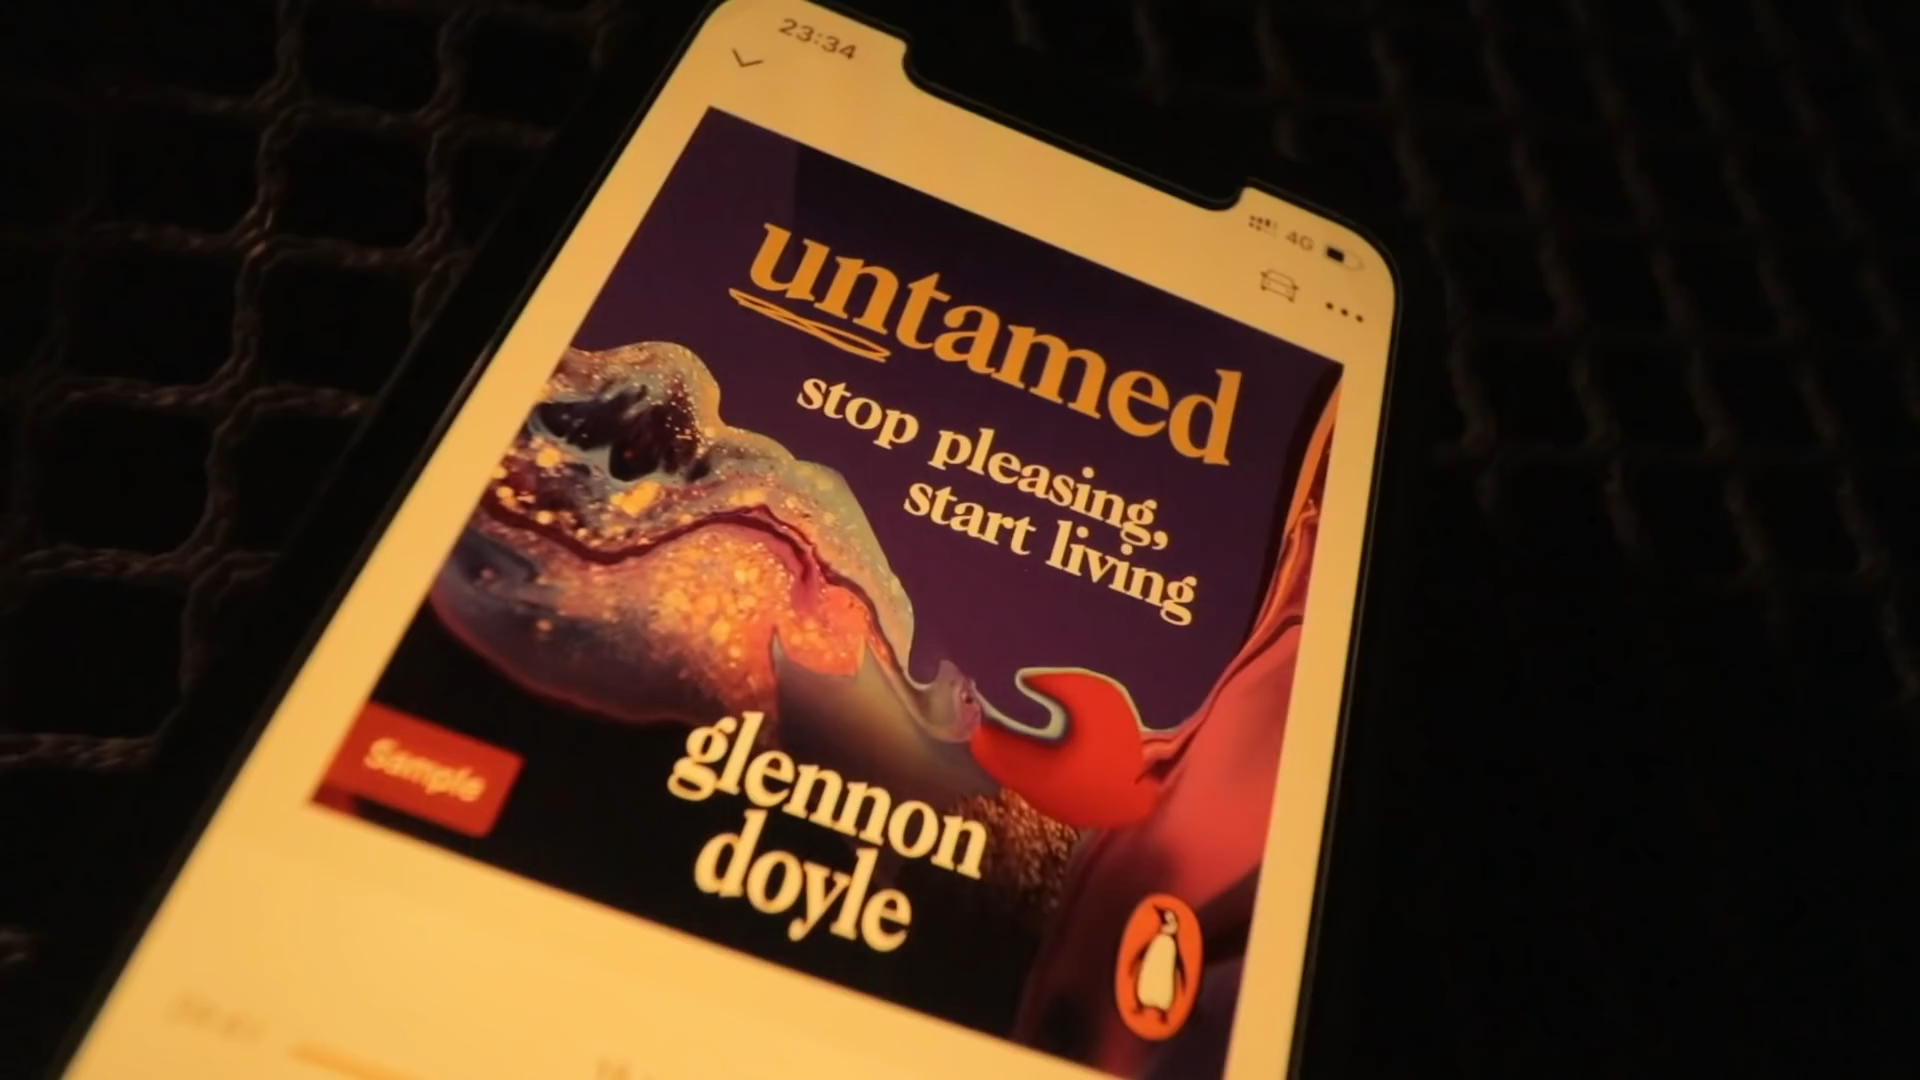 23:34
4G
untamed
stop pleasing,
start living
Sample
glennon
doyle